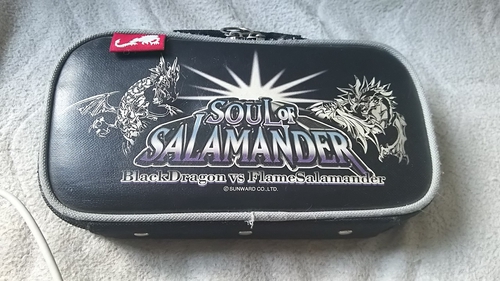 SOUL OF
SALAMANDER
BlackDragon vs FlameSalamander
© SUNWARD CO.,LTD.